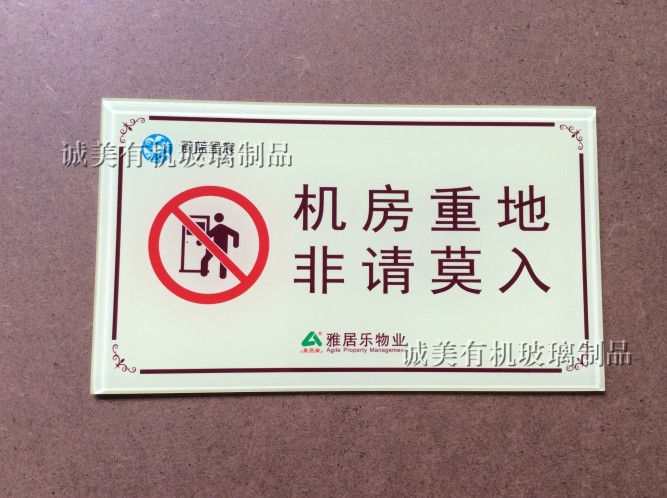 诚美有机玻璃制品
机房重地
非请莫入
雅居乐物业
Agile Property Management
诚美有机玻璃制品